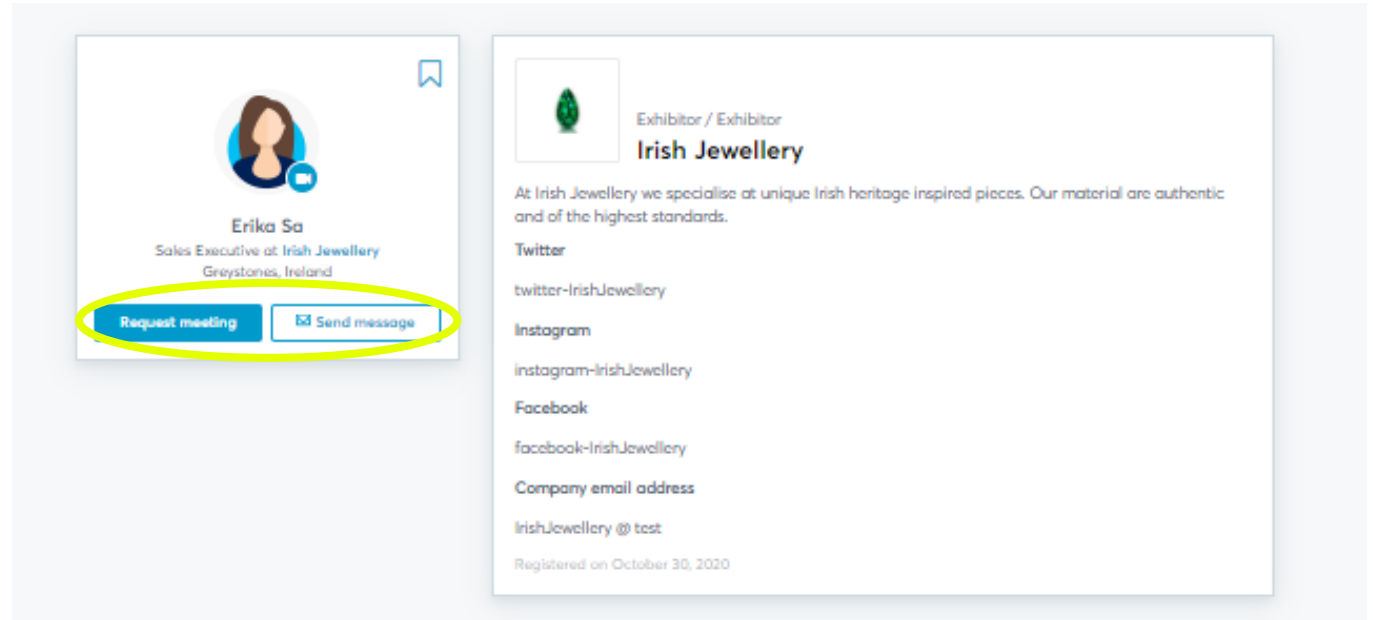 Erika Sa
Sales Executive at Irish Jewellery
Greystones, Ireland
Request meeting
Send message
Exhibitor / Exhibitor
Irish Jewellery
At Irish Jewellery we specialise at unique Irish heritage inspired pieces. Our material are authentic
and of the highest standards.
Twitter
twitter-IrishJewellery
Instagram
instagram-IrishJewellery
Facebook
facebook-IrishJewellery
Company email address
IrishJewellery @ test
Registered on October 30, 2020